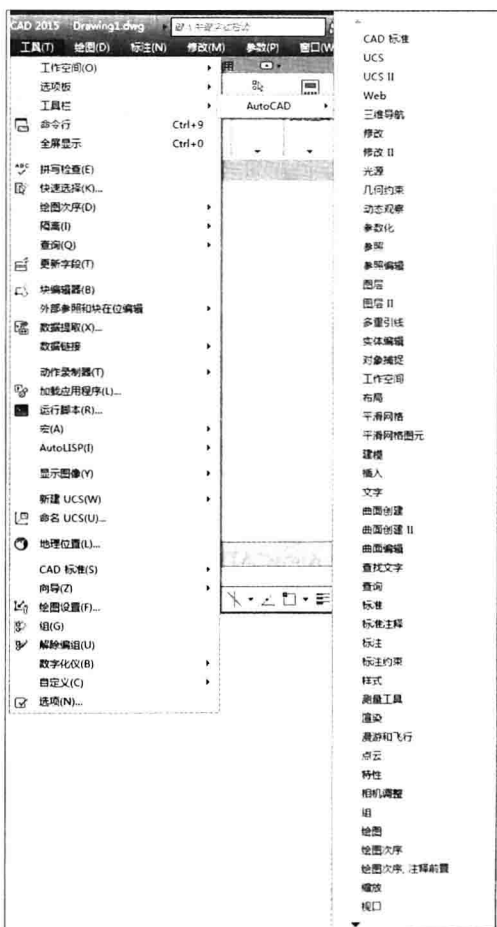 CAD 2015 Drawing1.dwg 键入关键字或短语
工具(T) 绘图(D) 标注(N) 修改(M) 参数(P) 窗口(W
工作空间(O)
选项板
工具栏
AutoCAD
命令行 Ctrl+9
全屏显示 Ctrl+0
拼写检查(E)
快速选择(K)...
绘图次序(D)
隔离(I)
查询(Q)
更新字段(T)
块编辑器(B)
外部参照和块在位编辑
数据提取(X)...
数据链接
动作录制器(T)
加载应用程序(L)...
运行脚本(R)...
宏(A)
AutoLISP(I)
显示图像(Y)
新建 UCS(W)
命名 UCS(U)...
地理位置(L)...
CAD 标准(S)
向导(Z)
绘图设置(F)...
组(G)
解除编组(U)
数字化仪(B)
自定义(C)
选项(N)...
CAD 标准
UCS
UCS II
Web
三维导航
修改
修改 II
光源
几何约束
动态观察
参数化
参照
参照编辑
图层
图层 II
多重引线
实体编辑
对象捕捉
工作空间
布局
平滑网格
平滑网格图元
建模
插入
文字
曲面创建
曲面创建 II
曲面编辑
查找文字
查询
标准
标准注释
标注
标注约束
样式
测量工具
渲染
漫游和飞行
点云
特性
相机调整
组
绘图
绘图次序
绘图次序, 注释前置
缩放
视口